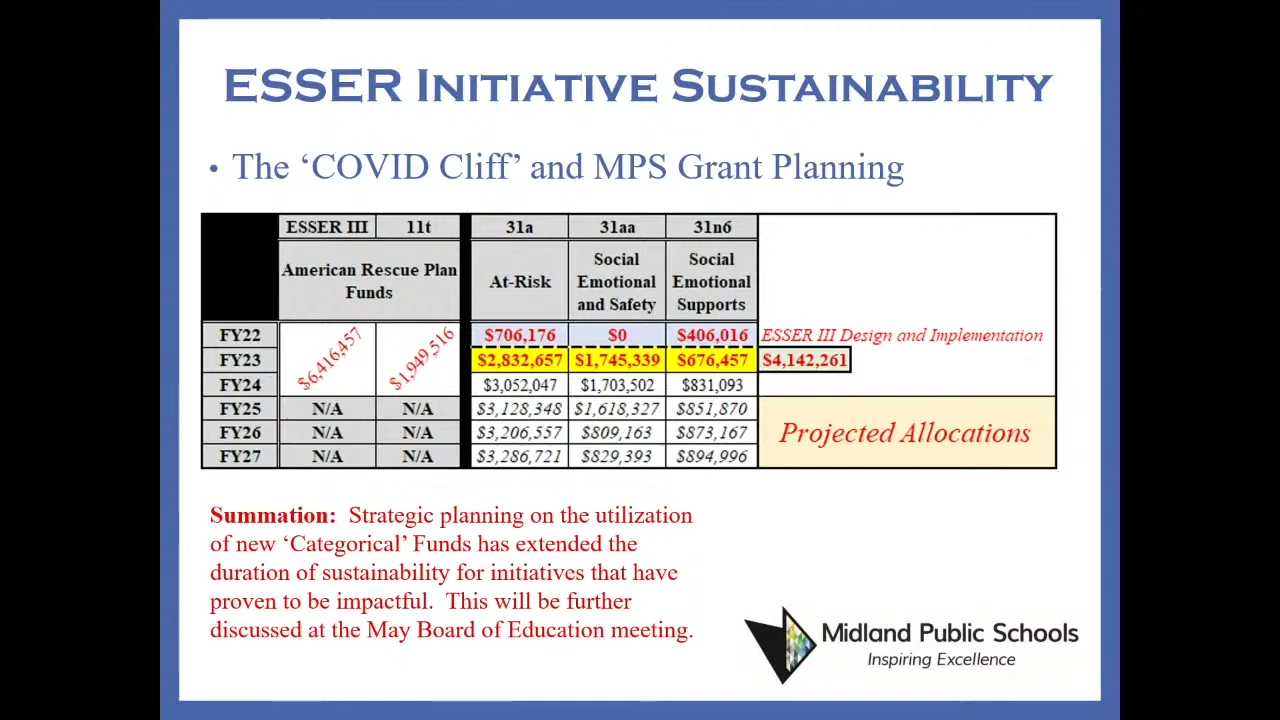 ESSER INITIATIVE SUSTAINABILITY
• The ‘COVID Cliff’ and MPS Grant Planning
ESSER III 11t 31a 31aa 31n6
American Rescue Plan Funds At-Risk Social Emotional and Safety Social Emotional Supports
FY22 $6,416,457 $1,949,516 $706,176 $0 $406,016 ESSER III Design and Implementation
FY23 $2,832,657 $1,745,339 $676,457 $4,142,261
FY24 $3,052,047 $1,703,502 $831,093
FY25 N/A N/A $3,128,348 $1,618,327 $851,870
FY26 N/A N/A $3,206,557 $809,163 $873,167 Projected Allocations
FY27 N/A N/A $3,286,721 $829,393 $894,996
Summation: Strategic planning on the utilization
of new ‘Categorical’ Funds has extended the
duration of sustainability for initiatives that have
proven to be impactful. This will be further
discussed at the May Board of Education meeting.
Midland Public Schools
Inspiring Excellence